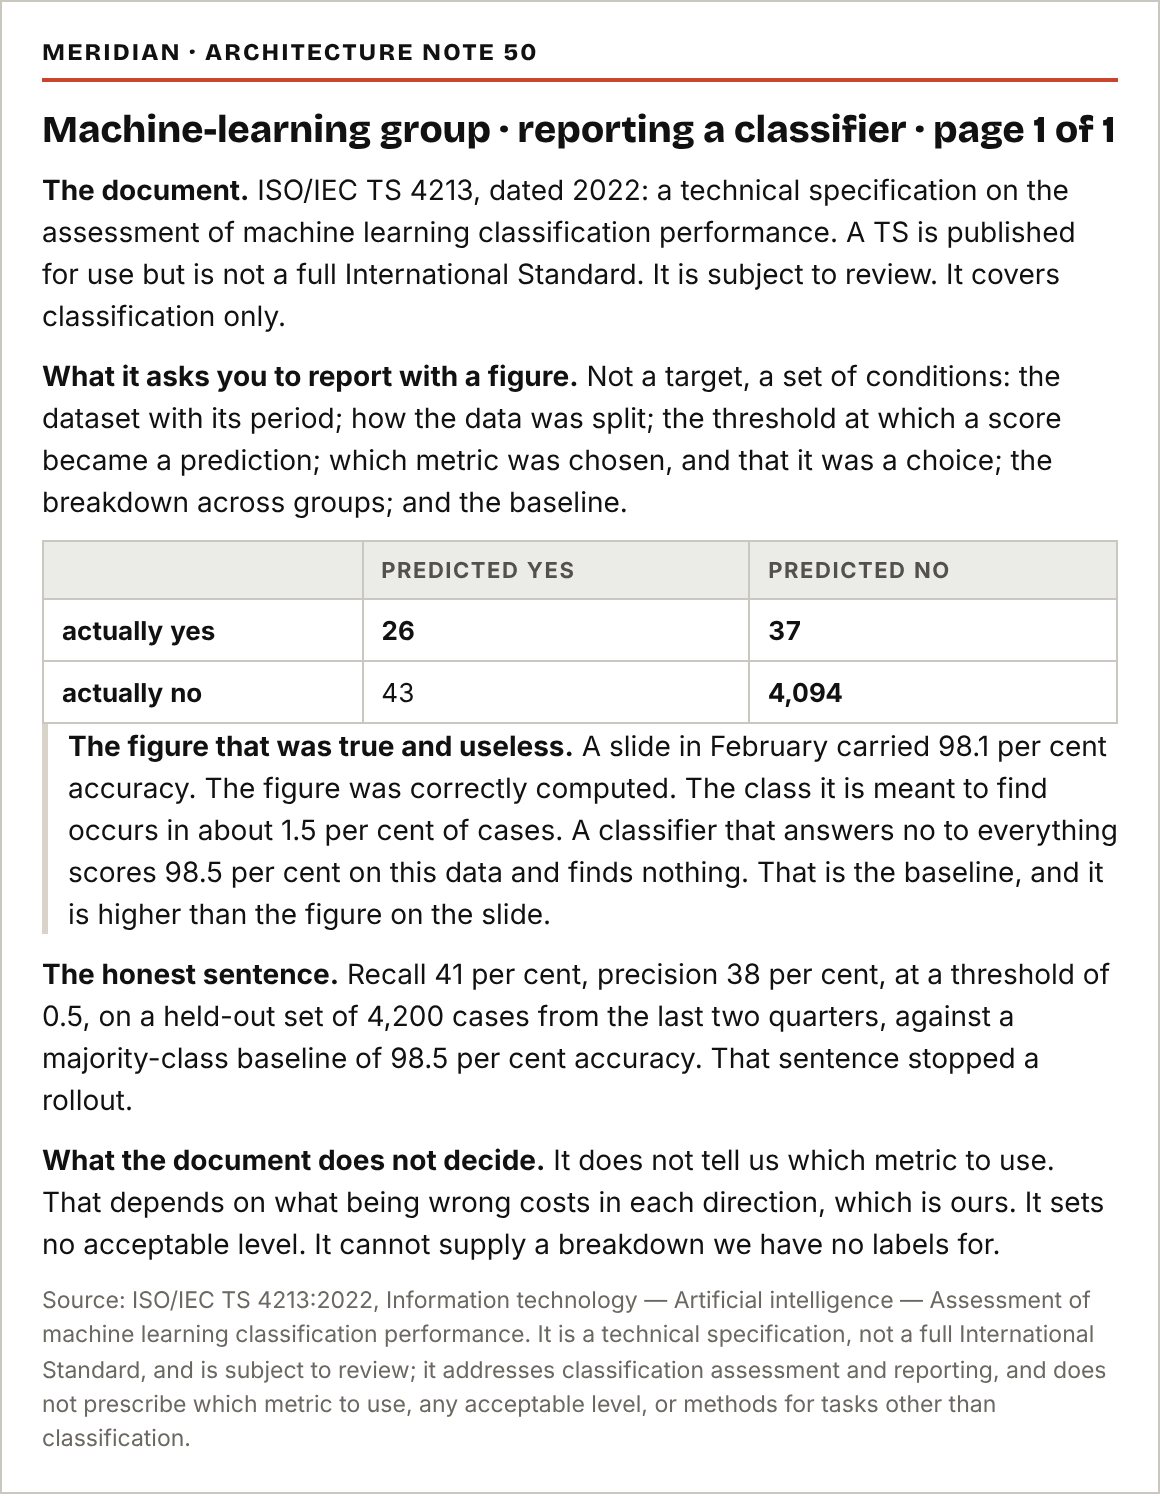 MERIDIAN · ARCHITECTURE NOTE 50
Machine-learning group · reporting a classifier · page 1 of 1
The document. ISO/IEC TS 4213, dated 2022: a technical specification on the
assessment of machine learning classification performance. A TS is published
for use but is not a full International Standard. It is subject to review. It covers
classification only.
What it asks you to report with a figure. Not a target, a set of conditions: the
dataset with its period; how the data was split; the threshold at which a score
became a prediction; which metric was chosen, and that it was a choice; the
breakdown across groups; and the baseline.
PREDICTED YES PREDICTED NO
actually yes 26 37
actually no 43 4,094
The figure that was true and useless. A slide in February carried 98.1 per cent
accuracy. The figure was correctly computed. The class it is meant to find
occurs in about 1.5 per cent of cases. A classifier that answers no to everything
scores 98.5 per cent on this data and finds nothing. That is the baseline, and it
is higher than the figure on the slide.
The honest sentence. Recall 41 per cent, precision 38 per cent, at a threshold of
0.5, on a held-out set of 4,200 cases from the last two quarters, against a
majority-class baseline of 98.5 per cent accuracy. That sentence stopped a
rollout.
What the document does not decide. It does not tell us which metric to use.
That depends on what being wrong costs in each direction, which is ours. It sets
no acceptable level. It cannot supply a breakdown we have no labels for.
Source: ISO/IEC TS 4213:2022, Information technology — Artificial intelligence — Assessment of
machine learning classification performance. It is a technical specification, not a full International
Standard, and is subject to review; it addresses classification assessment and reporting, and does
not prescribe which metric to use, any acceptable level, or methods for tasks other than
classification.